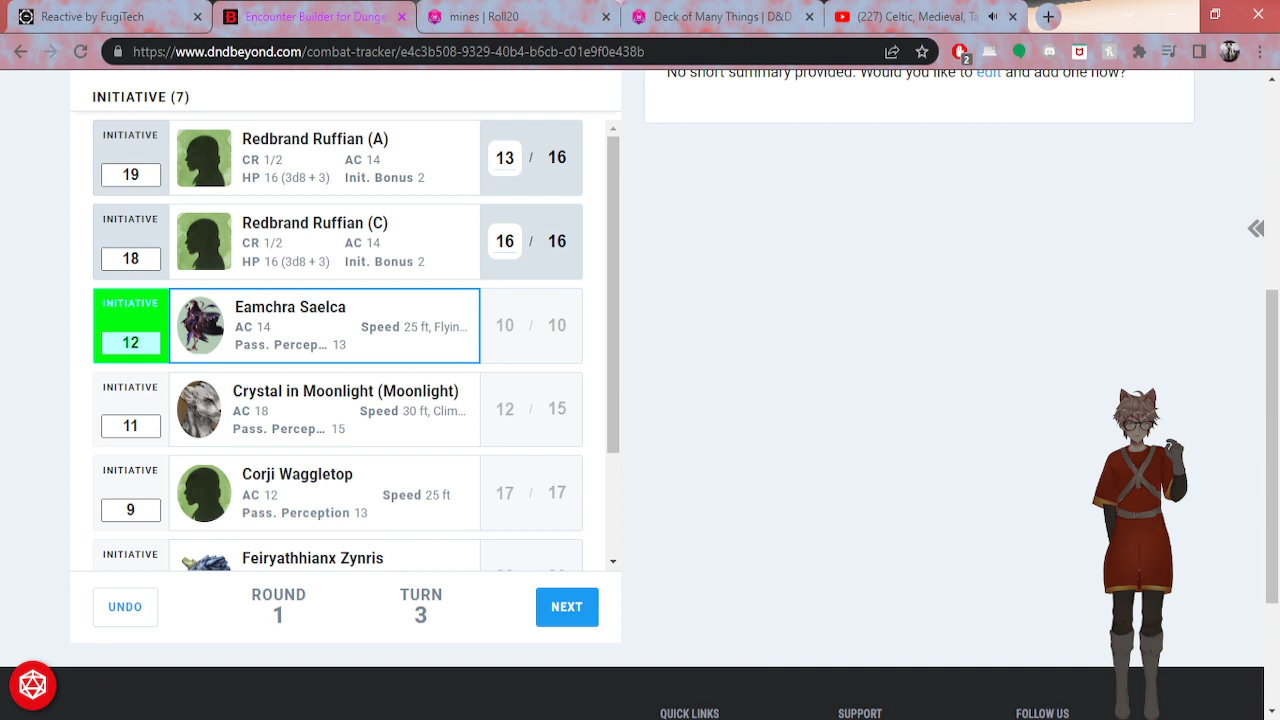 Reactive by FugiTech
Encounter Builder for Dunge
mines | Roll20
Deck of Many Things | D&D
(227) Celtic, Medieval, Ta
https://www.dndbeyond.com/combat-tracker/e4c3b508-9329-40b4-b6cb-c01e9f0e438b
2
No short summary provided. Would you like to edit and add one now?
INITIATIVE (7)
INITIATIVE
19
Redbrand Ruffian (A)
CR 1/2 AC 14
HP 16 (3d8 + 3) Init. Bonus 2
13 / 16
INITIATIVE
18
Redbrand Ruffian (C)
CR 1/2 AC 14
HP 16 (3d8 + 3) Init. Bonus 2
16 / 16
INITIATIVE
12
Eamchra Saelca
AC 14 Speed 25 ft, Flyin...
Pass. Percep... 13
10 / 10
INITIATIVE
11
Crystal in Moonlight (Moonlight)
AC 18 Speed 30 ft, Clim...
Pass. Percep... 15
12 / 15
INITIATIVE
9
Corji Waggletop
AC 12 Speed 25 ft
Pass. Perception 13
17 / 17
INITIATIVE
Feiryathhianx Zynris
UNDO
ROUND
1
TURN
3
NEXT
QUICK LINKS
SUPPORT
FOLLOW US